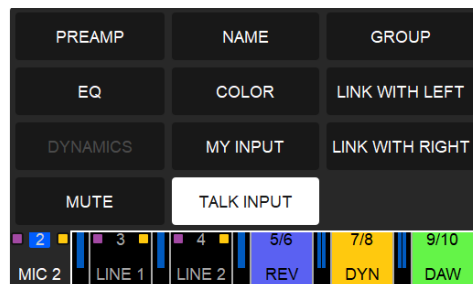 PREAMP NAME GROUP
EQ COLOR LINK WITH LEFT
DYNAMICS MY INPUT LINK WITH RIGHT
MUTE TALK INPUT
2 3 4 5/6 7/8 9/10
MIC 2 LINE 1 LINE 2 REV DYN DAW